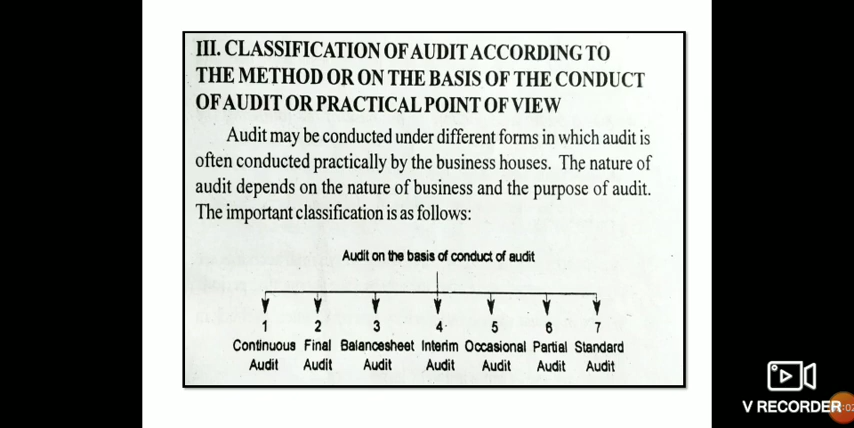 III. CLASSIFICATION OF AUDIT ACCORDING TO
THE METHOD OR ON THE BASIS OF THE CONDUCT
OF AUDIT OR PRACTICAL POINT OF VIEW
Audit may be conducted under different forms in which audit is
often conducted practically by the business houses. The nature of
audit depends on the nature of business and the purpose of audit.
The important classification is as follows:
Audit on the basis of conduct of audit
1 2 3 4 5 6 7
Continuous Final Balancesheet Interim Occasional Partial Standard
Audit Audit Audit Audit Audit Audit Audit
V RECORDER